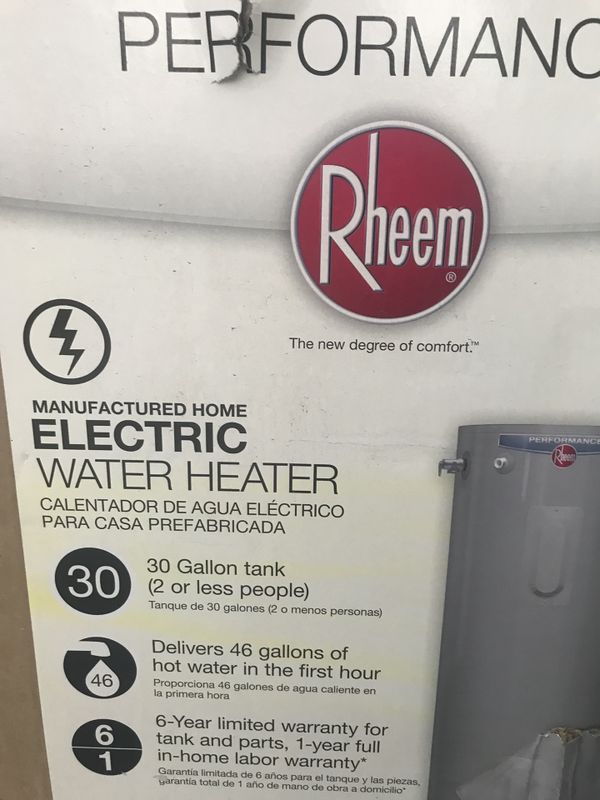 PERFORMANC
Rheem®
The new degree of comfort.™
MANUFACTURED HOME
ELECTRIC
WATER HEATER
CALENTADOR DE AGUA ELÉCTRICO
PARA CASA PREFABRICADA
PERFORMANCE
Rheem
30
30 Gallon tank
(2 or less people)
Tanque de 30 galones (2 o menos personas)
46
Delivers 46 gallons of
hot water in the first hour
Proporciona 46 galones de agua caliente en
la primera hora
6
1
6-Year limited warranty for
tank and parts, 1-year full
in-home labor warranty*
Garantía limitada de 6 años para el tanque y las piezas,
garantía total de 1 año de mano de obra a domicilio*